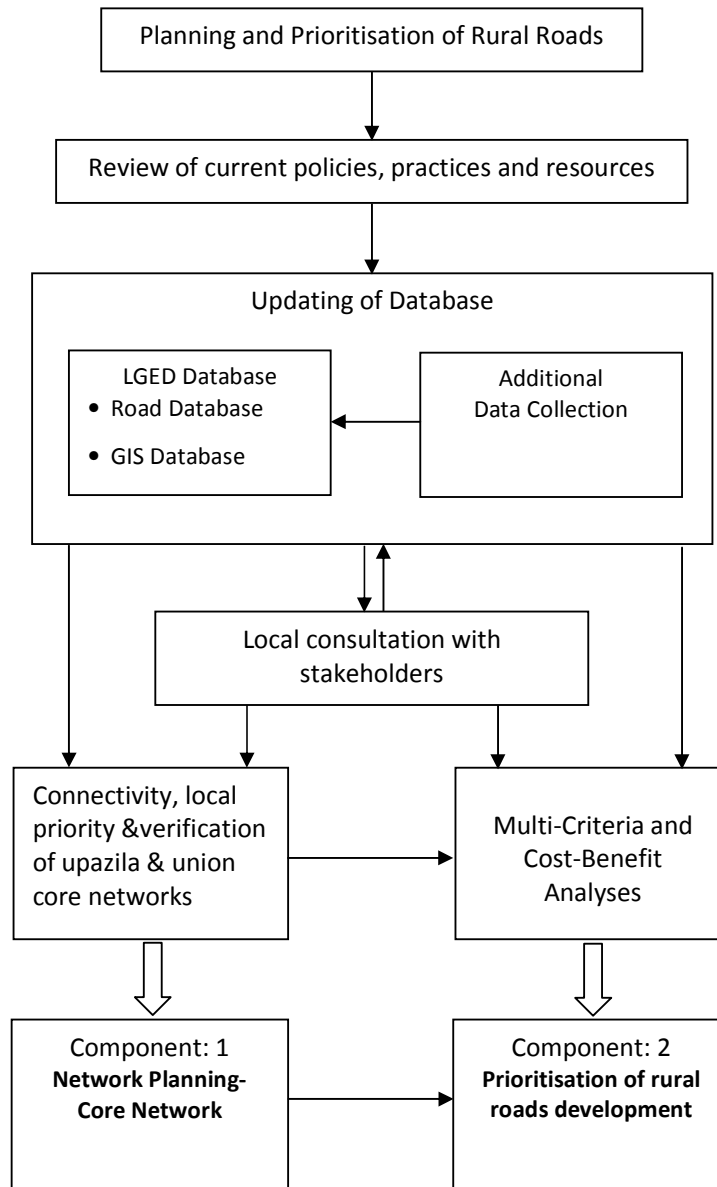 Planning and Prioritisation of Rural Roads
Review of current policies, practices and resources
Updating of Database
LGED Database
• Road Database
• GIS Database
Additional
Data Collection
Local consultation with
stakeholders
Connectivity, local
priority &verification
of upazila & union
core networks
Multi-Criteria and
Cost-Benefit
Analyses
Component: 1
Network Planning-
Core Network
Component: 2
Prioritisation of rural
roads development